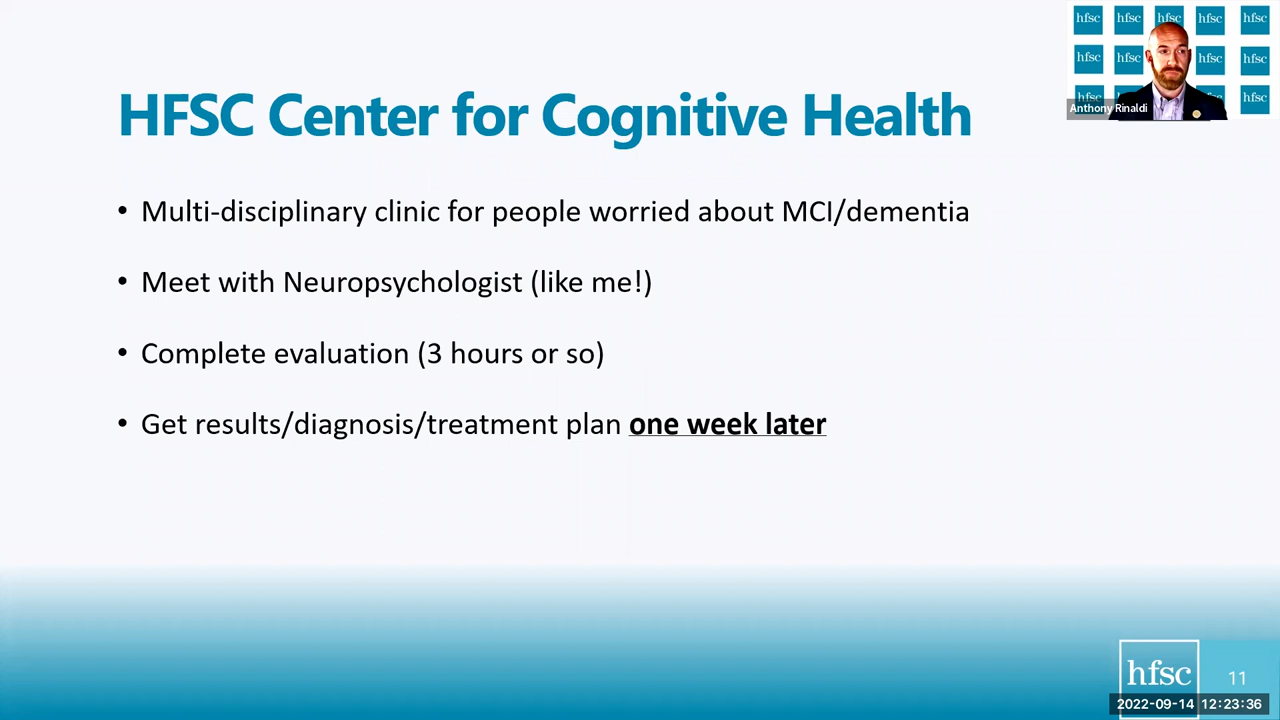 hfsc hfsc hfsc hfsc hfsc
hfsc hfsc hfsc hfsc
hfsc hfsc hfsc hfsc
Anthony Rinaldi
HFSC Center for Cognitive Health
• Multi-disciplinary clinic for people worried about MCI/dementia
• Meet with Neuropsychologist (like me!)
• Complete evaluation (3 hours or so)
• Get results/diagnosis/treatment plan one week later
hfsc 11
2022-09-14 12:23:36